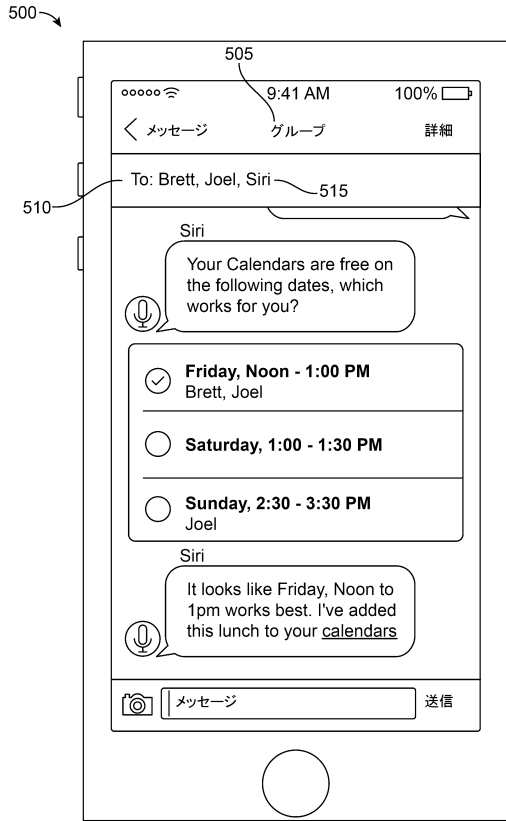 500
505
9:41 AM 100%
メッセージ グループ 詳細
To: Brett, Joel, Siri
510
515
Siri
Your Calendars are free on
the following dates, which
works for you?
Friday, Noon - 1:00 PM
Brett, Joel
Saturday, 1:00 - 1:30 PM
Sunday, 2:30 - 3:30 PM
Joel
Siri
It looks like Friday, Noon to
1pm works best. I've added
this lunch to your calendars
メッセージ 送信